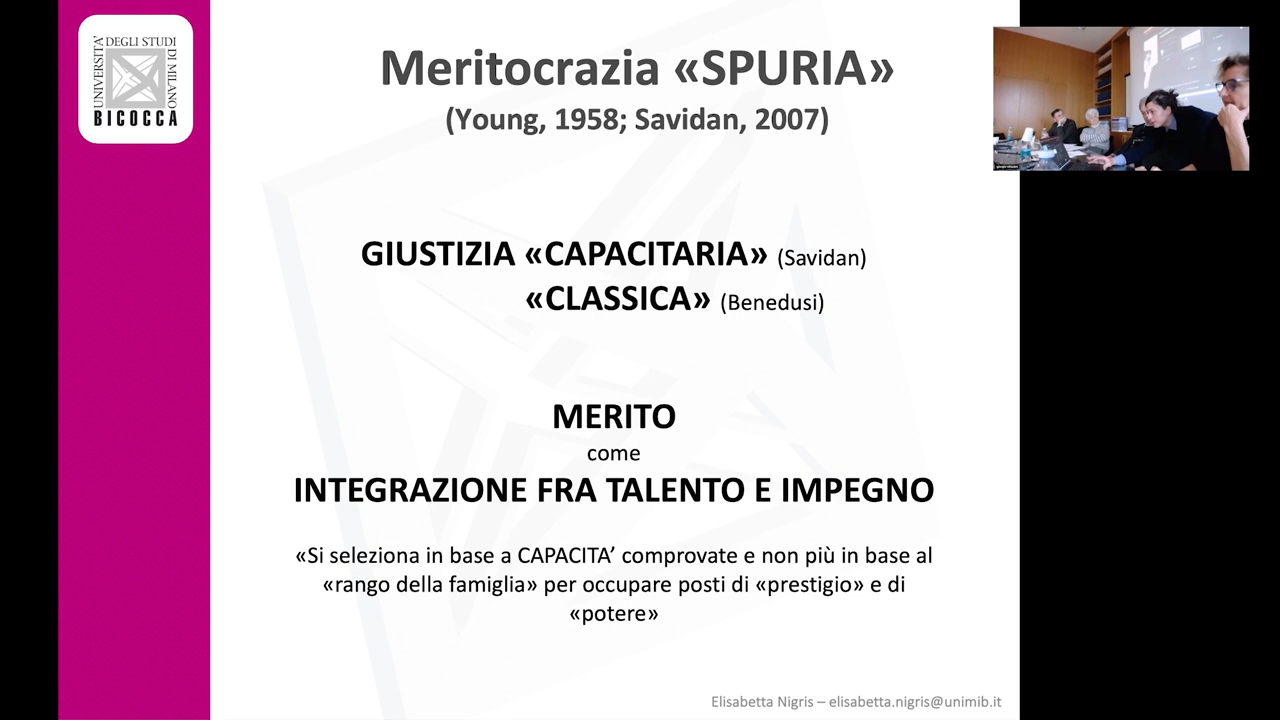 UNIVERSITA'
DEGLI STUDI
DI MILANO
BICOCCA
Meritocrazia «SPURIA»
(Young, 1958; Savidan, 2007)
GIUSTIZIA «CAPACITARIA» (Savidan)
«CLASSICA» (Benedusi)
MERITO
come
INTEGRAZIONE FRA TALENTO E IMPEGNO
«Si seleziona in base a CAPACITA’ comprovate e non più in base al
«rango della famiglia» per occupare posti di «prestigio» e di
«potere»
Elisabetta Nigris – elisabetta.nigris@unimib.it